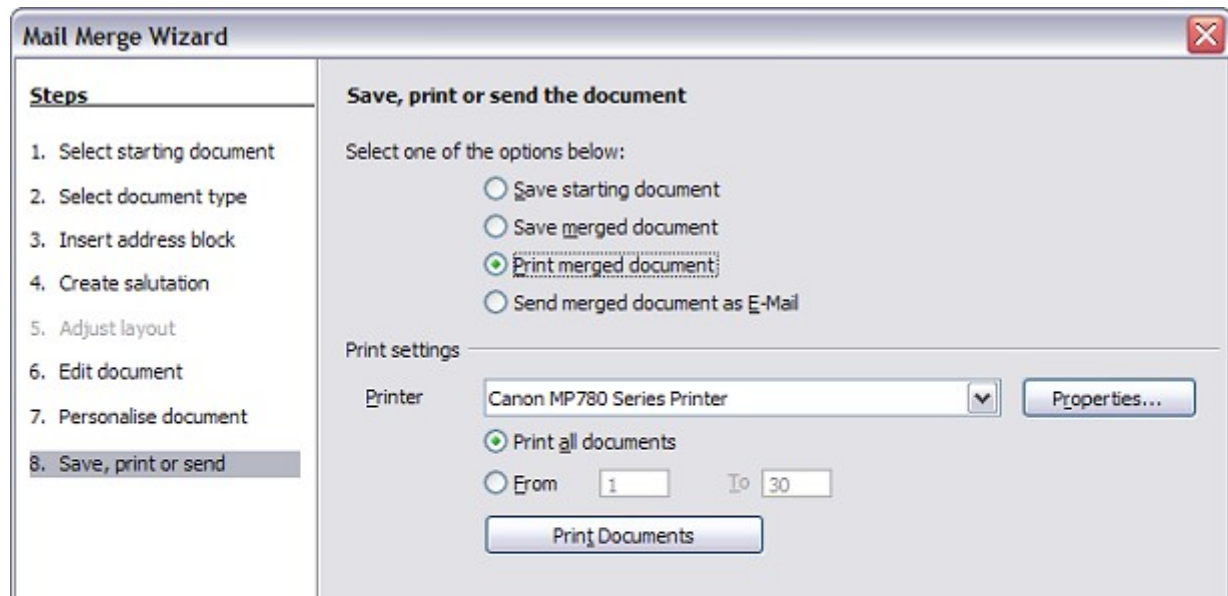 Mail Merge Wizard
Steps
1. Select starting document
2. Select document type
3. Insert address block
4. Create salutation
5. Adjust layout
6. Edit document
7. Personalise document
8. Save, print or send
Save, print or send the document
Select one of the options below:
Save starting document
Save merged document
Print merged document
Send merged document as E-Mail
Print settings
Printer Canon MP780 Series Printer Properties...
Print all documents
From 1 To 30
Print Documents